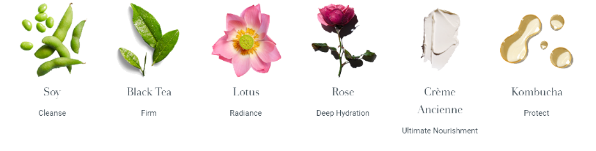 Soy
Black Tea
Lotus
Rose
Crème
Ancienne
Kombucha
Cleanse
Firm
Radiance
Deep Hydration
Ultimate Nourishment
Protect